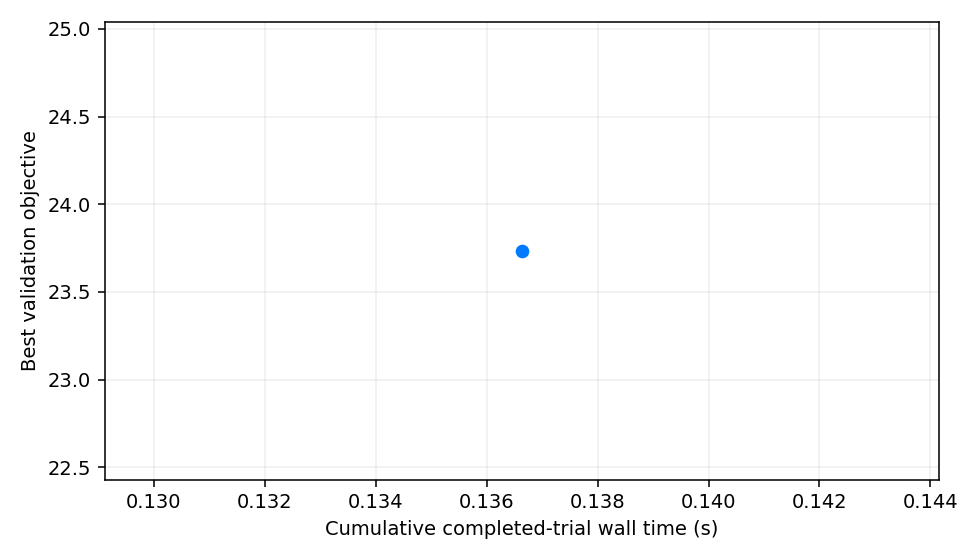 25.0
24.5
24.0
23.5
23.0
22.5
Best validation objective
0.130 0.132 0.134 0.136 0.138 0.140 0.142 0.144
Cumulative completed-trial wall time (s)